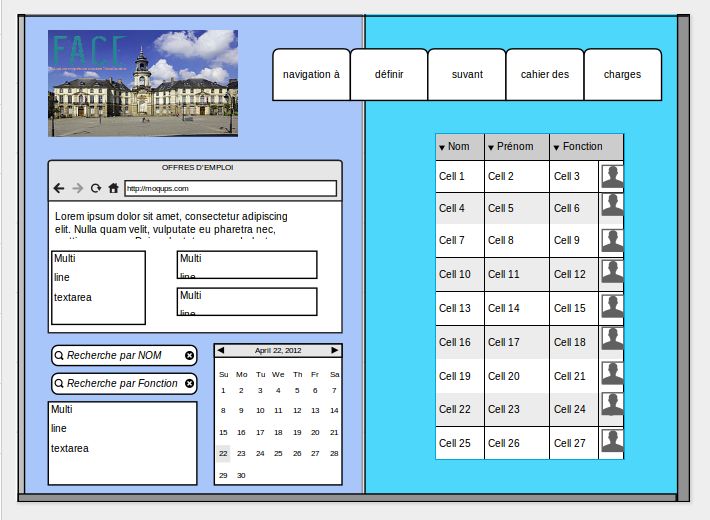 FACE
navigation à
définir
suvant
cahier des
charges
OFFRES D'EMPLOI
http://moqups.com
Lorem ipsum dolor sit amet, consectetur adipiscing
elit. Nulla quam velit, vulputate eu pharetra nec,
Multi
line
textarea
Multi
line
Multi
line
Recherche par NOM
Recherche par Fonction
Multi
line
textarea
April 22, 2012
Su Mo Tu We Th Fr Sa
1 2 3 4 5 6 7
8 9 10 11 12 13 14
15 16 17 18 19 20 21
22 23 24 25 26 27 28
29 30
Nom Prénom Fonction
Cell 1 Cell 2 Cell 3
Cell 4 Cell 5 Cell 6
Cell 7 Cell 8 Cell 9
Cell 10 Cell 11 Cell 12
Cell 13 Cell 14 Cell 15
Cell 16 Cell 17 Cell 18
Cell 19 Cell 20 Cell 21
Cell 22 Cell 23 Cell 24
Cell 25 Cell 26 Cell 27